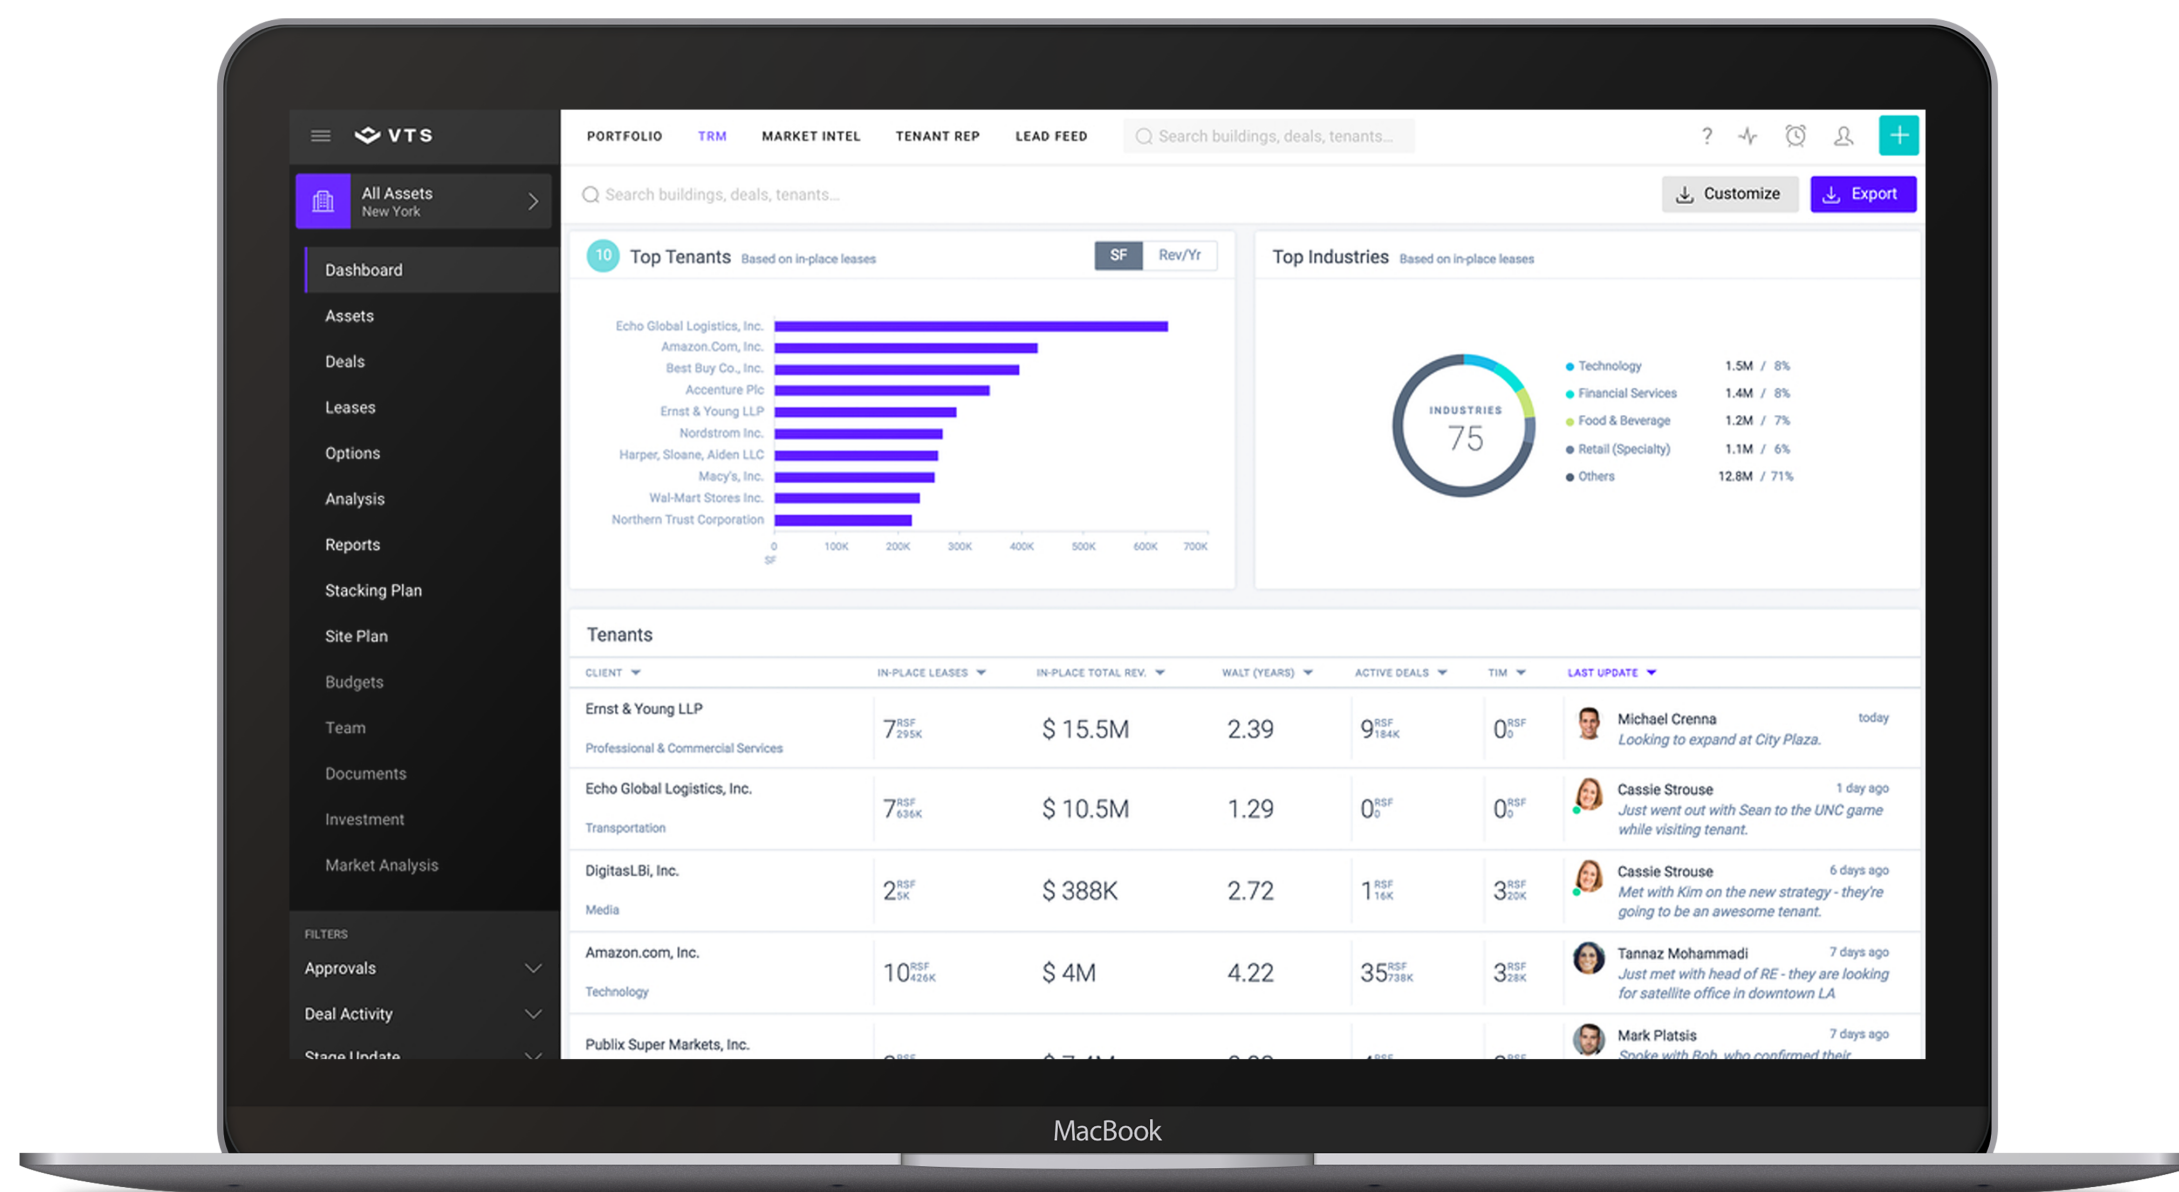 VTS
PORTFOLIO TRM MARKET INTEL TENANT REP LEAD FEED Search buildings, deals, tenants... ?
All Assets
New York
Search buildings, deals, tenants...
Customize Export
Dashboard
Assets
Deals
Leases
Options
Analysis
Reports
Stacking Plan
Site Plan
Budgets
Team
Documents
Investment
Market Analysis
FILTERS
Approvals
Deal Activity
Stage Update
10 Top Tenants Based on in-place leases SF Rev/Yr
Echo Global Logistics, Inc.
Amazon.Com, Inc.
Best Buy Co., Inc.
Accenture Plc
Ernst & Young LLP
Nordstrom Inc.
Harper, Sloane, Aiden LLC
Macy's, Inc.
Wal-Mart Stores Inc.
Northern Trust Corporation
0 100K 200K 300K 400K 500K 600K 700K
SF
Top Industries Based on in-place leases
INDUSTRIES
75
Technology 1.5M / 8%
Financial Services 1.4M / 8%
Food & Beverage 1.2M / 7%
Retail (Specialty) 1.1M / 6%
Others 12.8M / 71%
Tenants
CLIENT IN-PLACE LEASES IN-PLACE TOTAL REV. WALT (YEARS) ACTIVE DEALS TIM LAST UPDATE
Ernst & Young LLP
Professional & Commercial Services
7 RSF 295K $ 15.5M 2.39 9 RSF 184K 0 RSF 0
Michael Crenna today
Looking to expand at City Plaza.
Echo Global Logistics, Inc.
Transportation
7 RSF 636K $ 10.5M 1.29 0 RSF 0 0 RSF 0
Cassie Strouse 1 day ago
Just went out with Sean to the UNC game
while visiting tenant.
DigitasLBi, Inc.
Media
2 RSF 5K $ 388K 2.72 1 RSF 16K 3 RSF 20K
Cassie Strouse 6 days ago
Met with Kim on the new strategy - they're
going to be an awesome tenant.
Amazon.com, Inc.
Technology
10 RSF 426K $ 4M 4.22 35 RSF 738K 3 RSF 28K
Tannaz Mohammadi 7 days ago
Just met with head of RE - they are looking
for satellite office in downtown LA
Publix Super Markets, Inc.
RSF RSF RSF
Mark Platsis 7 days ago
Spoke with Bob, who confirmed their
MacBook